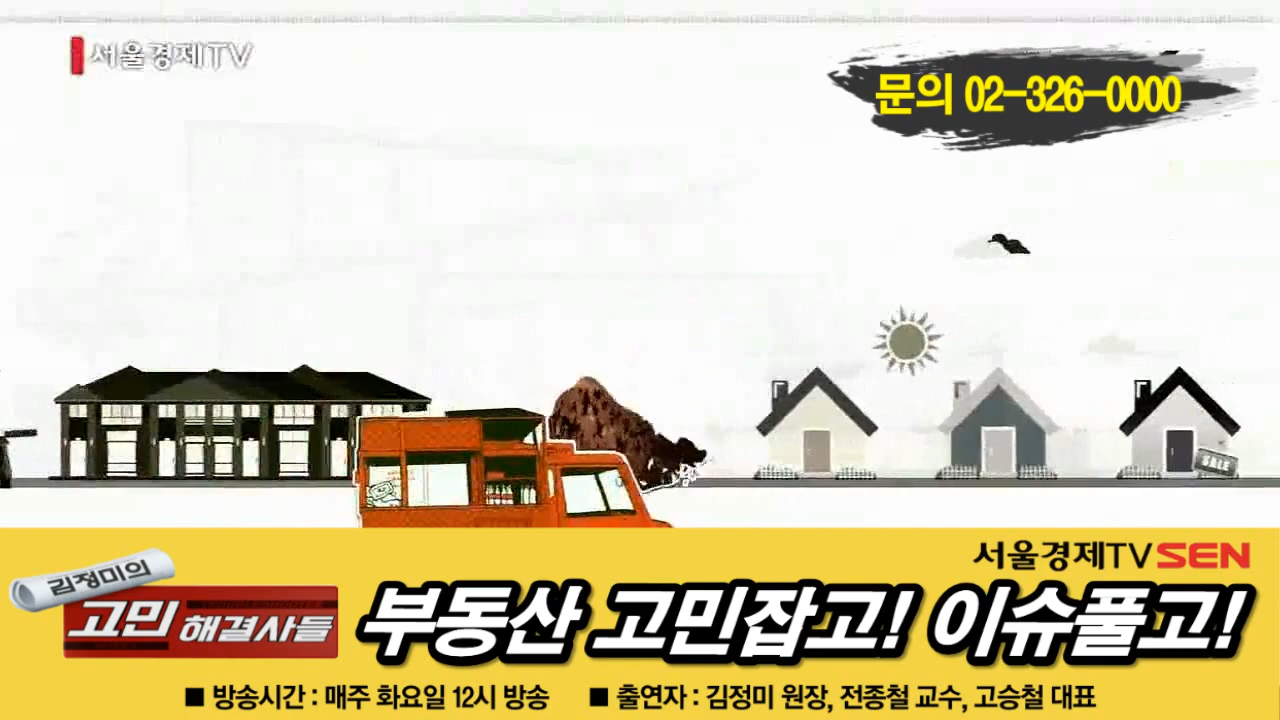 서울경제TV
문의 02-326-0000
SALE
서울경제TV SEN
김정미의
고민 해결사들
부동산 고민잡고! 이슈풀고!
■ 방송시간 : 매주 화요일 12시 방송 ■ 출연자 : 김정미 원장, 전종철 교수, 고승철 대표